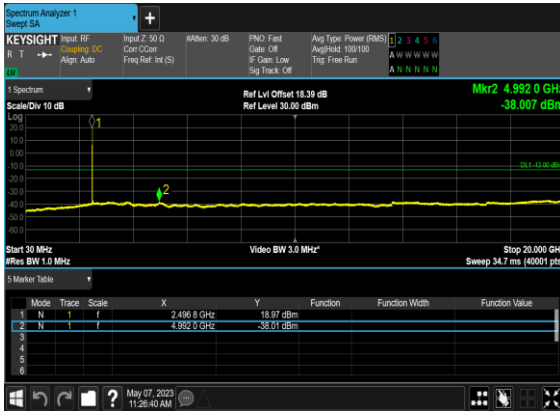 Spectrum Analyzer 1
Swept SA
KEYSIGHT
R T
Input: RF
Coupling: DC
Align: Auto
Input Z: 50 Ω
Corr CCorr
Freq Ref: Int (S)
#Atten: 30 dB
PNO: Fast
Gate: Off
IF Gain: Low
Sig Track: Off
Avg Type: Power (RMS)
Avg|Hold: 100/100
Trig: Free Run
1 2 3 4 5 6
A W W W W W
A N N N N N
1 Spectrum
Scale/Div 10 dB
Ref Lvl Offset 18.39 dB
Ref Level 30.00 dBm
Mkr2 4.992 0 GHz
-38.007 dBm
Log
20.0
10.0
0.00
-10.0
-20.0
-30.0
-40.0
-50.0
-60.0
1
2
DL1 -13.00 dBm
Start 30 MHz
#Res BW 1.0 MHz
Video BW 3.0 MHz*
Stop 20.000 GHz
Sweep 34.7 ms (40001 pts)
5 Marker Table
Mode Trace Scale X Y Function Function Width Function Value
1 N 1 f 2.496 8 GHz 18.97 dBm
2 N 1 f 4.992 0 GHz -38.01 dBm
3
4
5
6
?
May 07, 2023
11:26:40 AM